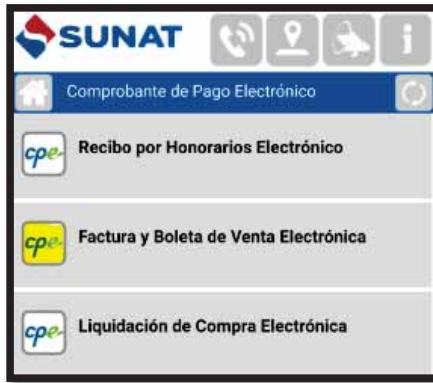 SUNAT
Comprobante de Pago Electrónico
cpe Recibo por Honorarios Electrónico
cpe Factura y Boleta de Venta Electrónica
cpe Liquidación de Compra Electrónica